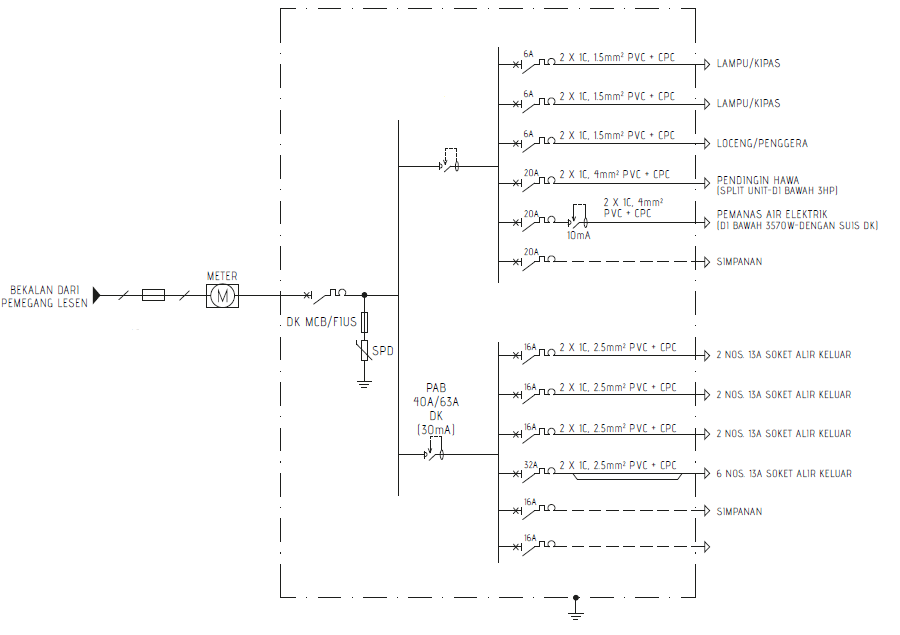 BEKALAN DARI
PEMEGANG LESEN
METER
M
DK MCB/FIUS
SPD
PAB
40A/63A
DK
(30mA)
6A
2 X 1C, 1.5mm² PVC + CPC
LAMPU/KIPAS
6A
2 X 1C, 1.5mm² PVC + CPC
LAMPU/KIPAS
6A
2 X 1C, 1.5mm² PVC + CPC
LOCENG/PENGGERA
20A
2 X 1C, 4mm² PVC + CPC
PENDINGIN HAWA
(SPLIT UNIT-DI BAWAH 3HP)
20A
10mA
2 X 1C, 4mm²
PVC + CPC
PEMANAS AIR ELEKTRIK
(DI BAWAH 3570W-DENGAN SUIS DK)
20A
SIMPANAN
16A
2 X 1C, 2.5mm² PVC + CPC
2 NOS. 13A SOKET ALIR KELUAR
16A
2 X 1C, 2.5mm² PVC + CPC
2 NOS. 13A SOKET ALIR KELUAR
16A
2 X 1C, 2.5mm² PVC + CPC
2 NOS. 13A SOKET ALIR KELUAR
32A
2 X 1C, 2.5mm² PVC + CPC
6 NOS. 13A SOKET ALIR KELUAR
16A
SIMPANAN
16A